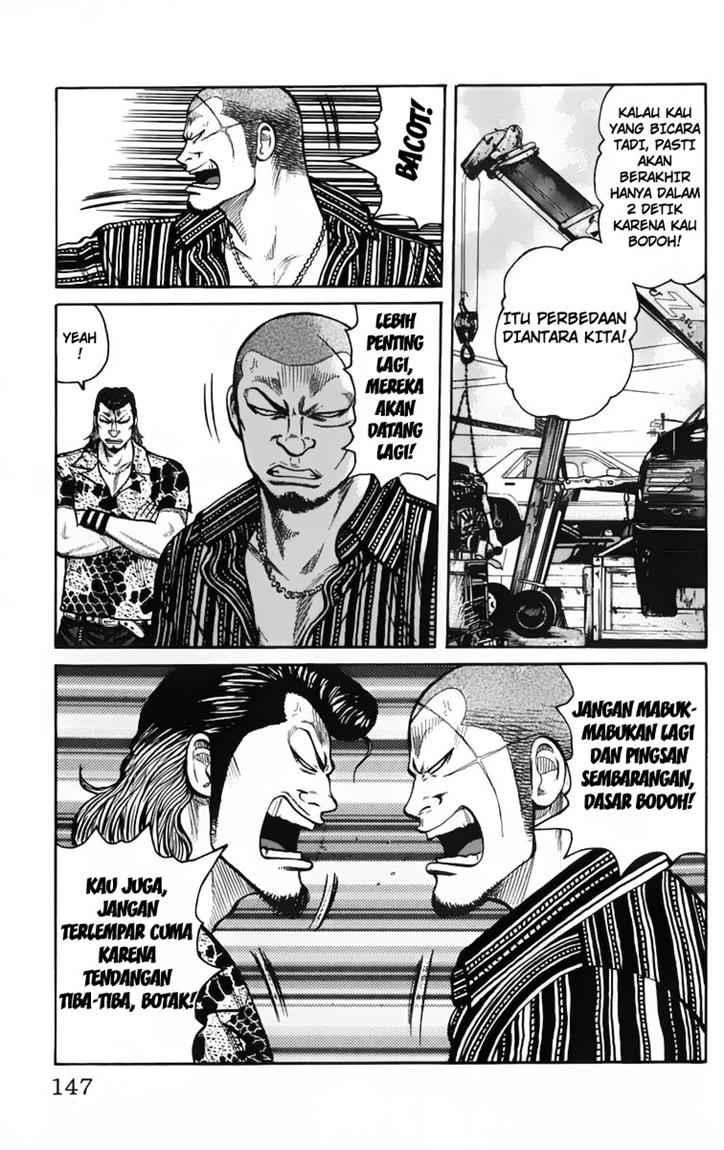 KALAU KAU
YANG BICARA
TADI, PASTI
AKAN
BERAKHIR
HANYA DALAM
2 DETIK
KARENA KAU
BODOH!
ITU PERBEDAAN
DIANTARA KITA!
BACOT!
LEBIH
PENTING
LAGI,
MEREKA
AKAN
DATANG
LAGI!
YEAH
!
JANGAN MABUK-
MABUKAN LAGI
DAN PINGSAN
SEMBARANGAN,
DASAR BODOH!
KAU JUGA,
JANGAN
TERLEMPAR CUMA
KARENA
TENDANGAN
TIBA-TIBA, BOTAK!
147